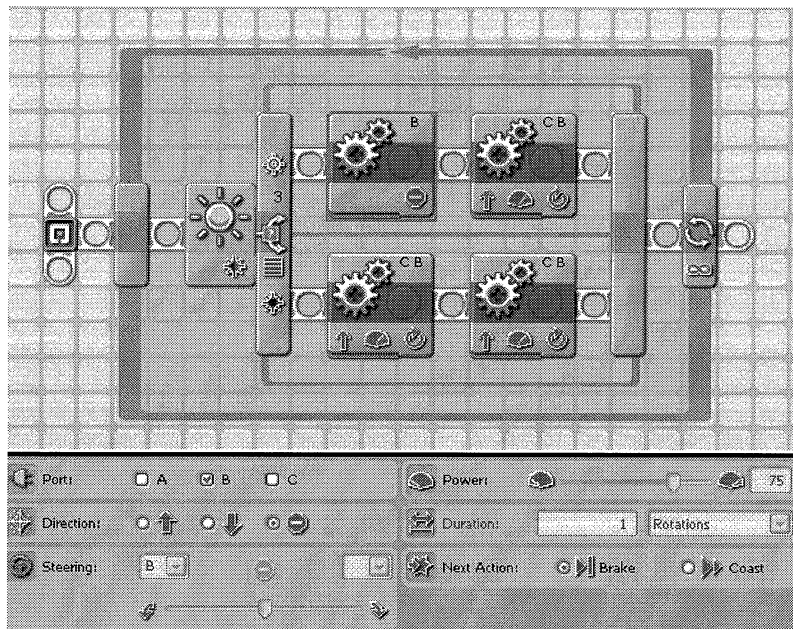 B
C B
3
C B
C B
Port: A B C
Power: 75
Direction:
Duration: 1 Rotations
Steering: B
Next Action: Brake Coast